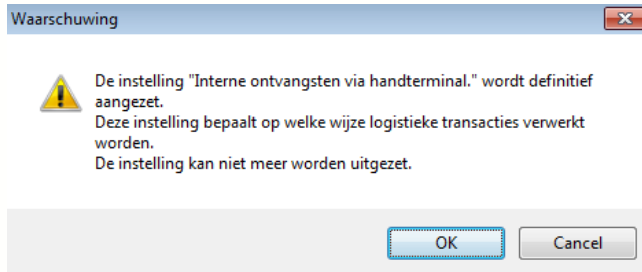 Waarschuwing
De instelling "Interne ontvangsten via handterminal." wordt definitief
aangezet.
Deze instelling bepaalt op welke wijze logistieke transacties verwerkt
worden.
De instelling kan niet meer worden uitgezet.
OK
Cancel